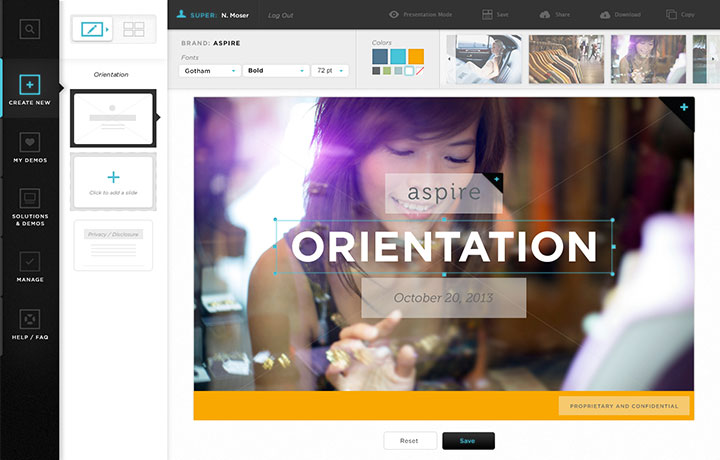 SUPER: N. Moser
Log Out
Presentation Mode
Save
Share
Download
Copy
BRAND: ASPIRE
Fonts
Gotham
Bold
72 pt
Colors
CREATE NEW
MY DEMOS
SOLUTIONS
& DEMOS
MANAGE
HELP / FAQ
Orientation
Click to add a slide
Privacy / Disclosure
aspire
ORIENTATION
October 20, 2013
PROPRIETARY AND CONFIDENTIAL
Reset
Save